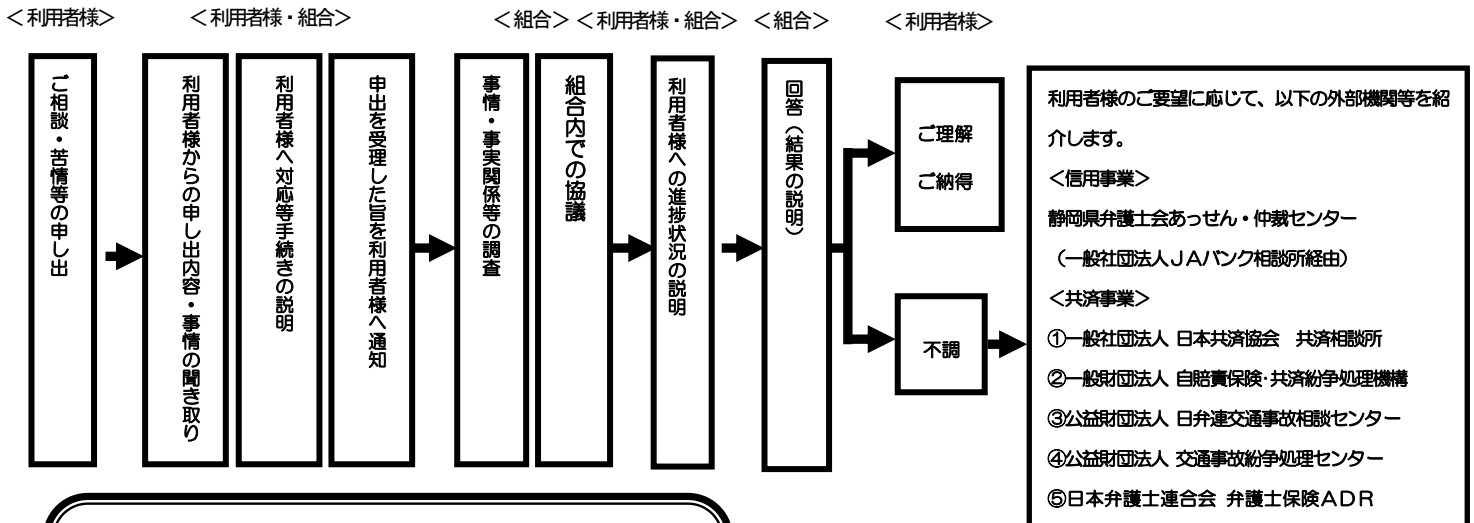 ＜利用者様＞
＜利用者様・組合＞
＜組合＞
＜利用者様・組合＞
＜組合＞
＜利用者様＞
ご相談・苦情等の申し出
利用者様からの申し出内容・事情の聞き取り
利用者様へ対応等手続きの説明
申出を受理した旨を利用者様へ通知
事情・事実関係等の調査
組合内での協議
利用者様への進捗状況の説明
回答（結果の説明）
ご理解
ご納得
不調
利用者様のご要望に応じて、以下の外部機関等を紹
介します。
＜信用事業＞
静岡県弁護士会あっせん・仲裁センター
（一般社団法人ＪＡバンク相談所経由）
＜共済事業＞
①一般社団法人 日本共済協会　共済相談所
②一般財団法人 自賠責保険･共済紛争処理機構
③公益財団法人 日弁連交通事故相談センター
④公益財団法人 交通事故紛争処理センター
⑤日本弁護士連合会 弁護士保険ＡＤＲ